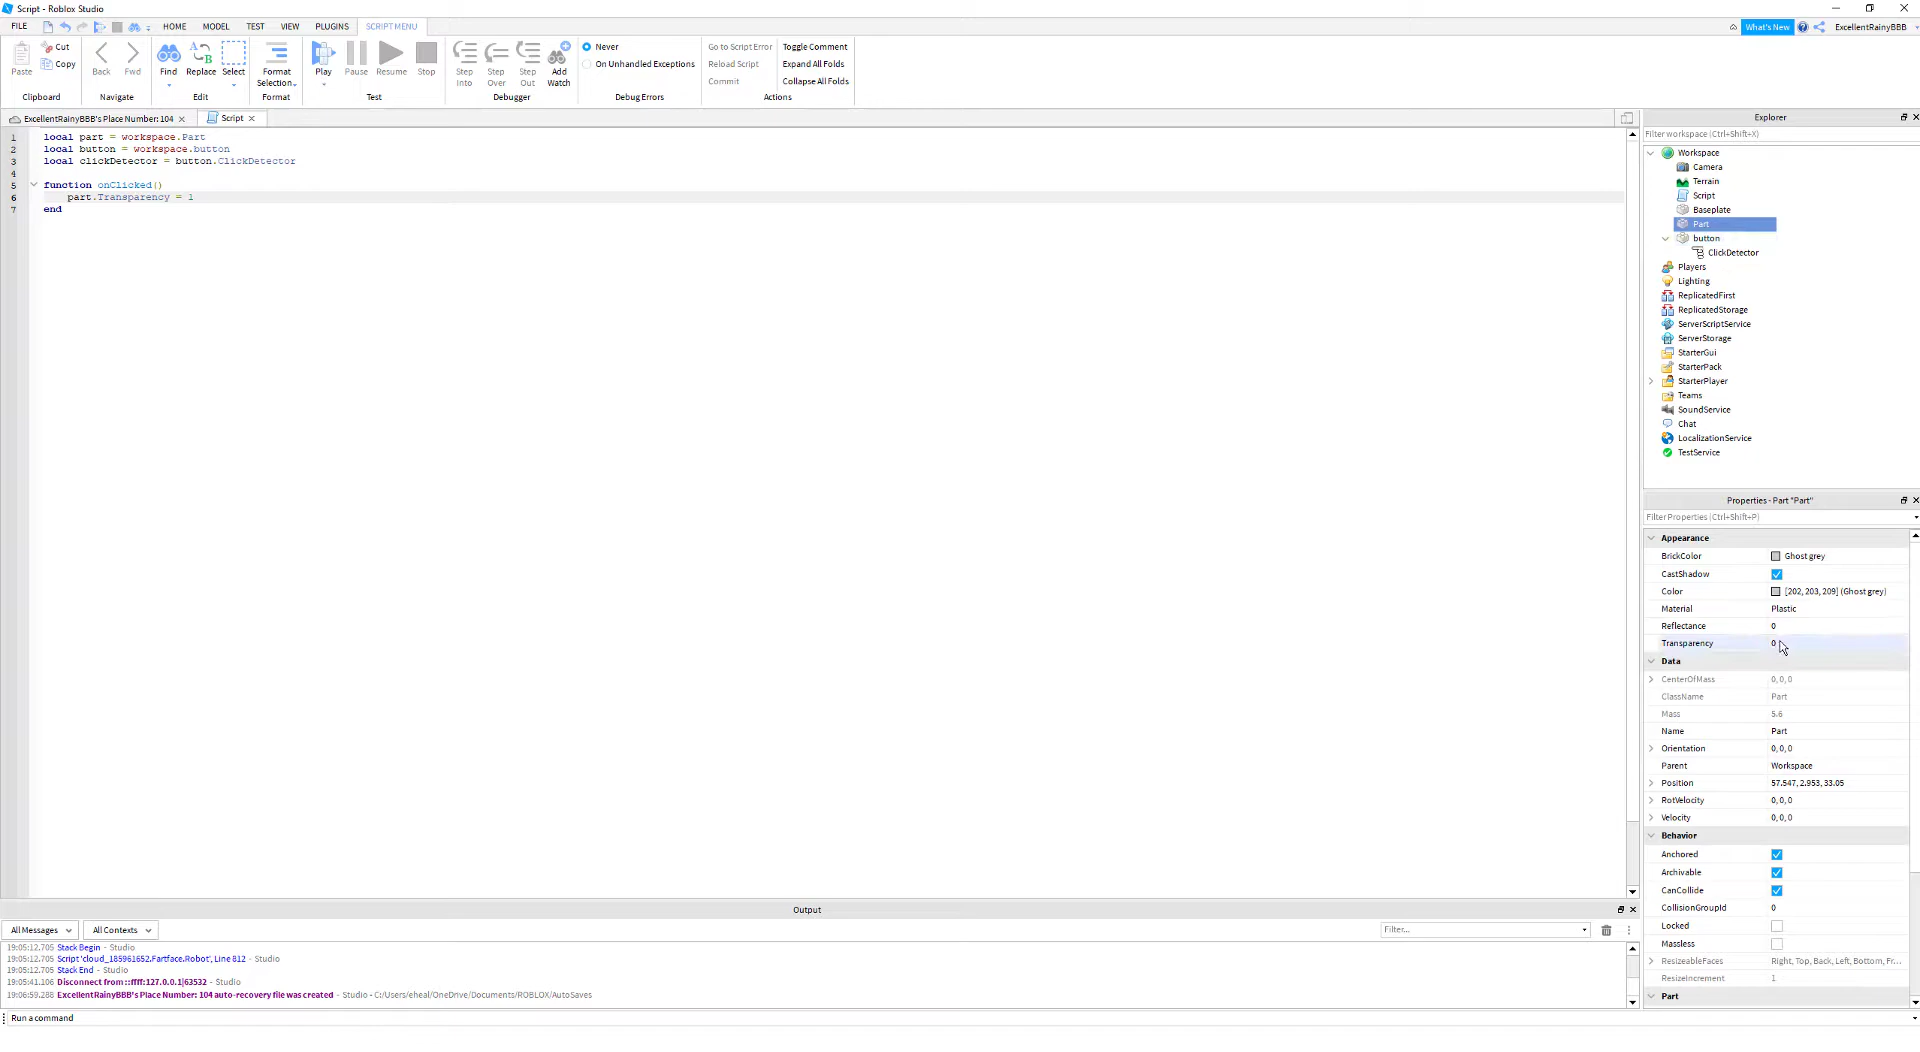 Script - Roblox Studio
FILE HOME MODEL TEST VIEW PLUGINS SCRIPT MENU What's New ExcellentRainyBBB
Paste Cut Copy Back Fwd Find Replace Select Format Selection Play Pause Resume Stop Step Into Step Over Step Out Add Watch Never On Unhandled Exceptions Go to Script Error Reload Script Commit Toggle Comment Expand All Folds Collapse All Folds
Clipboard Navigate Edit Format Test Debugger Debug Errors Actions
ExcellentRainyBBB's Place Number: 104 Script
1 local part = workspace.Part
2 local button = workspace.button
3 local clickDetector = button.ClickDetector
4
5 function onClicked()
6 part.Transparency = 1
7 end
Explorer
Filter workspace (Ctrl+Shift+X)
Workspace
Camera
Terrain
Script
Baseplate
Part
button
ClickDetector
Players
Lighting
ReplicatedFirst
ReplicatedStorage
ServerScriptService
ServerStorage
StarterGui
StarterPack
StarterPlayer
Teams
SoundService
Chat
LocalizationService
TestService
Properties - Part "Part"
Filter Properties (Ctrl+Shift+P)
Appearance
BrickColor Ghost grey
CastShadow
Color [202, 203, 209] (Ghost grey)
Material Plastic
Reflectance 0
Transparency 0
Data
CenterOfMass 0, 0, 0
ClassName Part
Mass 5.6
Name Part
Orientation 0, 0, 0
Parent Workspace
Position 57.547, 2.953, 33.05
RotVelocity 0, 0, 0
Velocity 0, 0, 0
Behavior
Anchored
Archivable
CanCollide
CollisionGroupId 0
Locked
Massless
ResizeableFaces Right, Top, Back, Left, Bottom, Fr...
ResizeIncrement 1
Part
Output
All Messages All Contexts Filter...
19:05:12.705 Stack Begin - Studio
19:05:12.705 Script 'cloud_185961652.Fartface.Robot', Line 812 - Studio
19:05:12.705 Stack End - Studio
19:05:41.106 Disconnect from ::ffff:127.0.0.1|63532 - Studio
19:06:59.288 ExcellentRainyBBB's Place Number: 104 auto-recovery file was created - Studio - C:/Users/eheal/OneDrive/Documents/ROBLOX/AutoSaves
Run a command